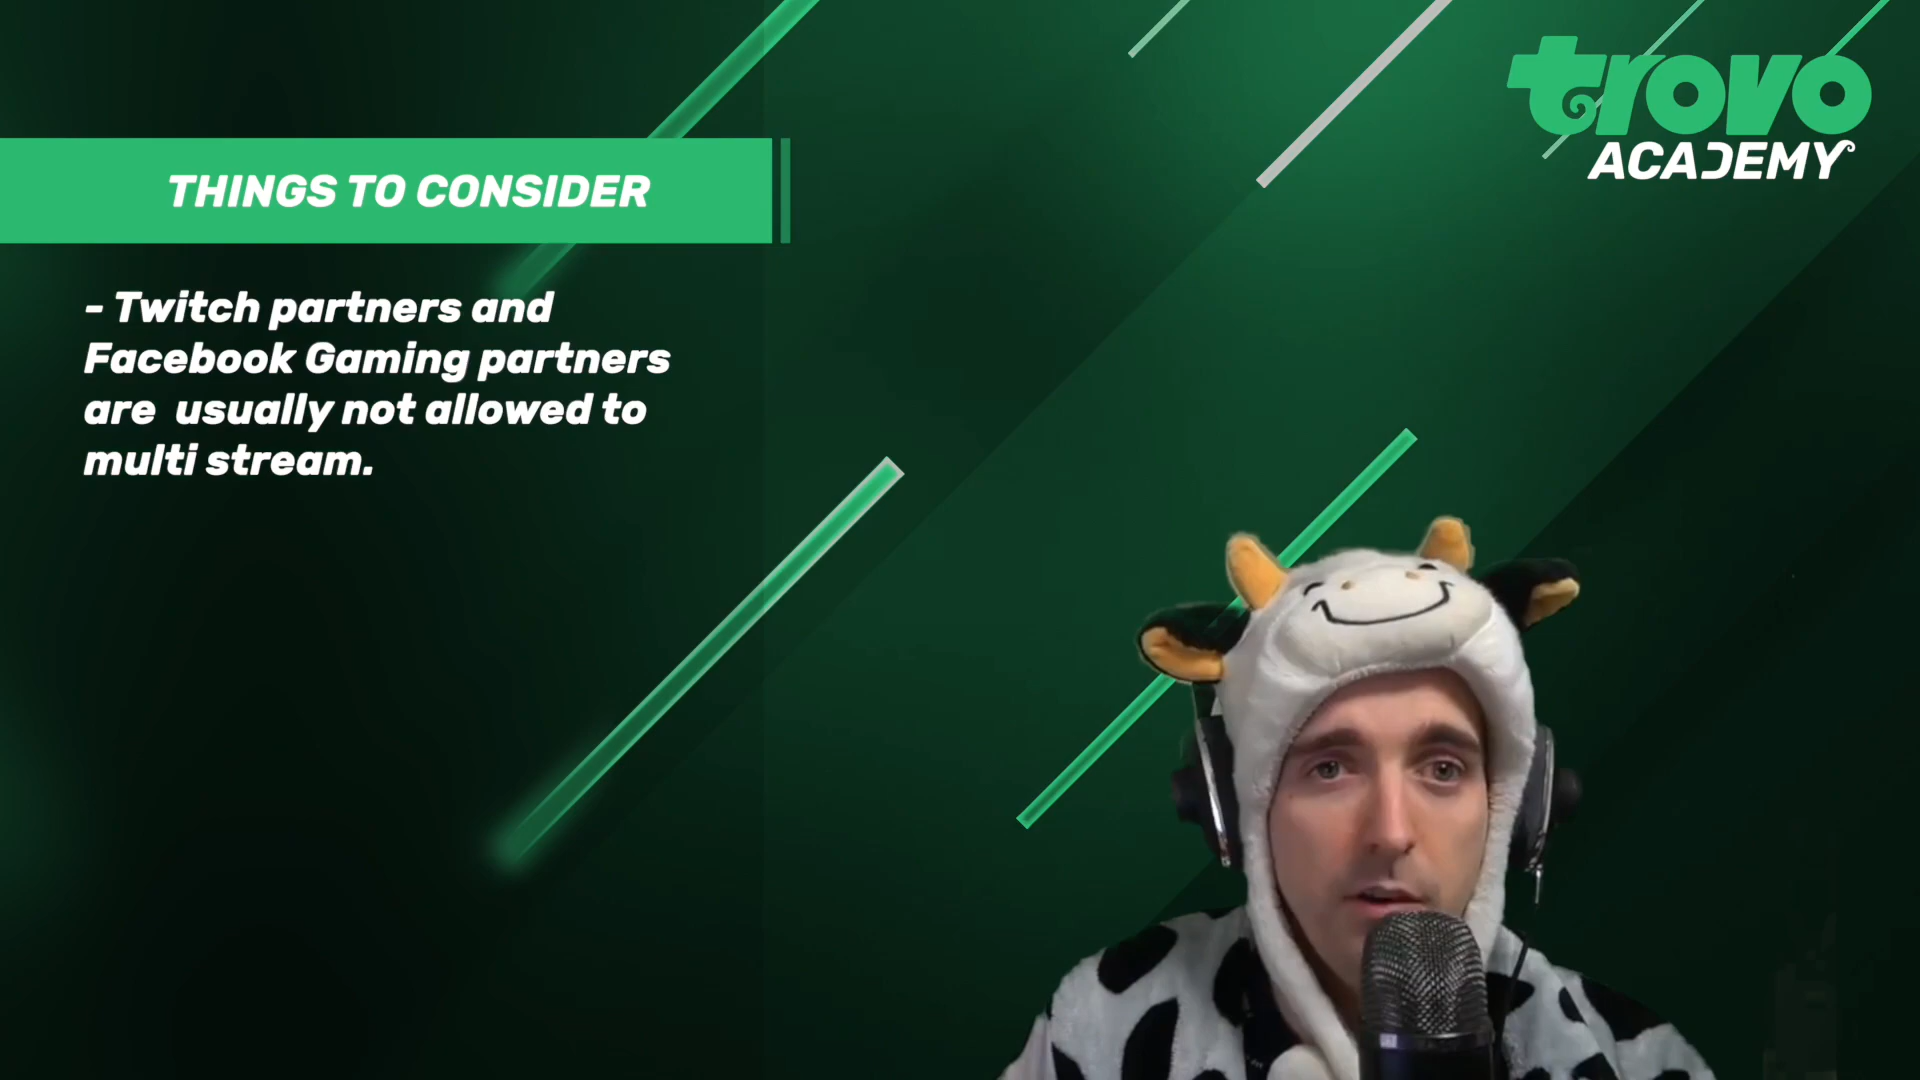 trovo
ACADEMY
THINGS TO CONSIDER
- Twitch partners and
Facebook Gaming partners
are usually not allowed to
multi stream.